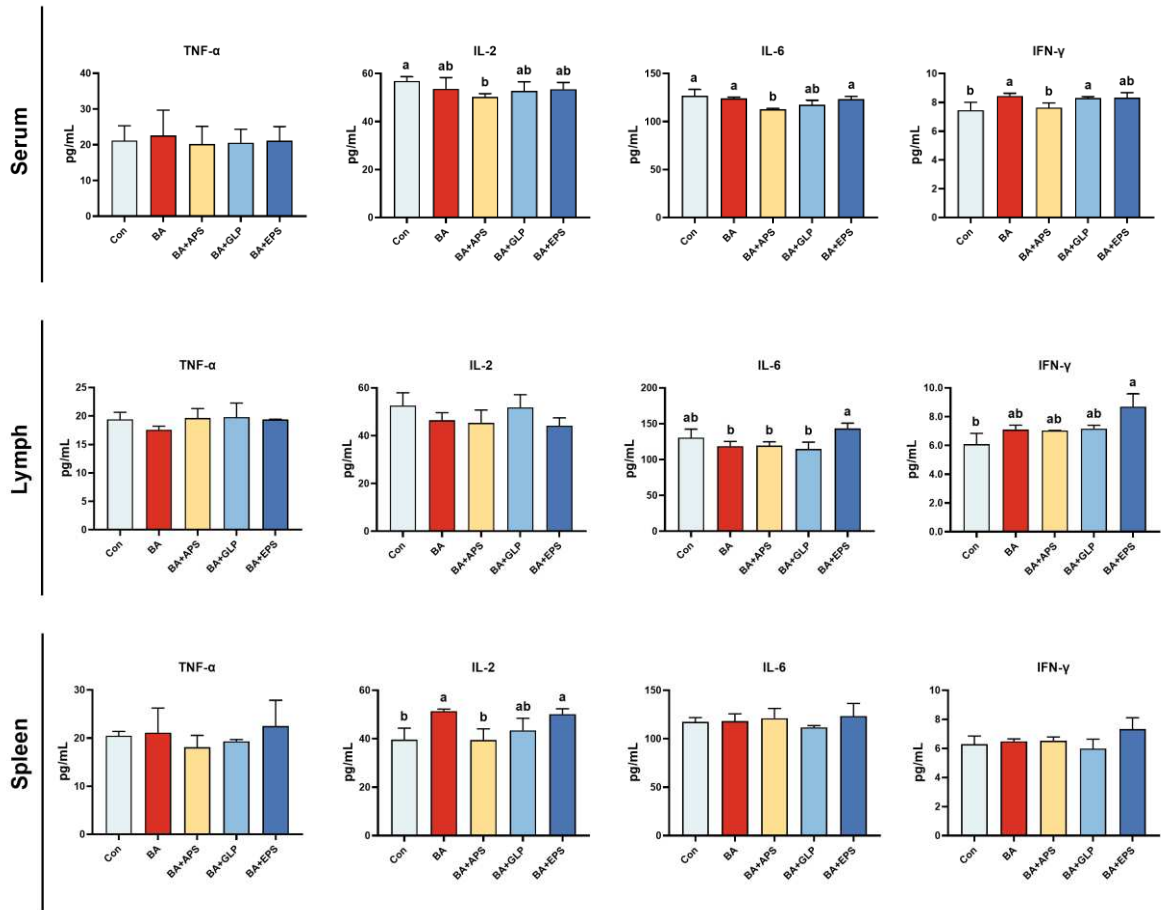 Serum
TNF-α
pg/mL
40
30
20
10
0
Con BA BA+APS BA+GLP BA+EPS
IL-2
pg/mL
60
40
20
0
a ab b ab ab
Con BA BA+APS BA+GLP BA+EPS
IL-6
pg/mL
150
100
50
0
a a b ab a
Con BA BA+APS BA+GLP BA+EPS
IFN-γ
pg/mL
10
8
6
4
2
0
b a b a ab
Con BA BA+APS BA+GLP BA+EPS
Lymph
TNF-α
pg/mL
25
20
15
10
5
0
Con BA BA+APS BA+GLP BA+EPS
IL-2
pg/mL
60
40
20
0
Con BA BA+APS BA+GLP BA+EPS
IL-6
pg/mL
200
150
100
50
0
ab b b b a
Con BA BA+APS BA+GLP BA+EPS
IFN-γ
pg/mL
10.0
8.0
6.0
4.0
2.0
0.0
b ab ab ab a
Con BA BA+APS BA+GLP BA+EPS
Spleen
TNF-α
pg/mL
30
20
10
0
Con BA BA+APS BA+GLP BA+EPS
IL-2
pg/mL
60
40
20
0
b a b ab a
Con BA BA+APS BA+GLP BA+EPS
IL-6
pg/mL
150
100
50
0
Con BA BA+APS BA+GLP BA+EPS
IFN-γ
pg/mL
10
8
6
4
2
0
Con BA BA+APS BA+GLP BA+EPS